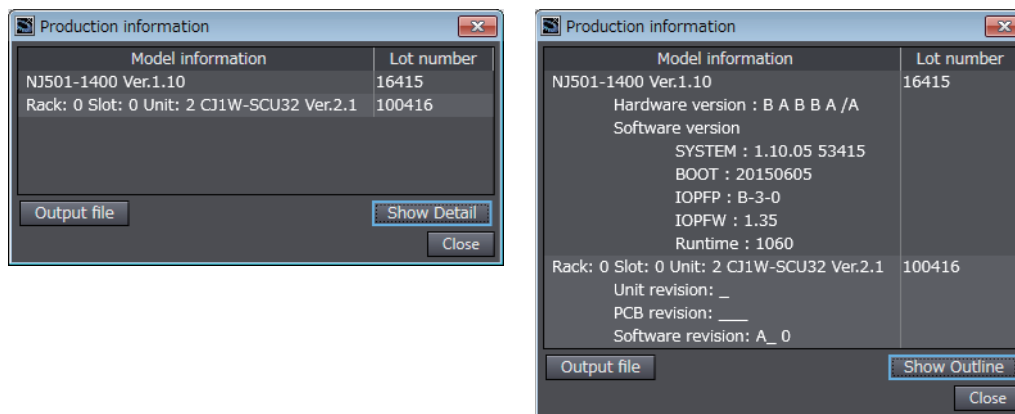 Production information
Model information Lot number
NJ501-1400 Ver.1.10 16415
Rack: 0 Slot: 0 Unit: 2 CJ1W-SCU32 Ver.2.1 100416
Output file Show Detail
Close
Production information
Model information Lot number
NJ501-1400 Ver.1.10 16415
Hardware version : B A B B A /A
Software version
SYSTEM : 1.10.05 53415
BOOT : 20150605
IOPFP : B-3-0
IOPFW : 1.35
Runtime : 1060
Rack: 0 Slot: 0 Unit: 2 CJ1W-SCU32 Ver.2.1 100416
Unit revision: _
PCB revision: ___
Software revision: A_ 0
Output file Show Outline
Close